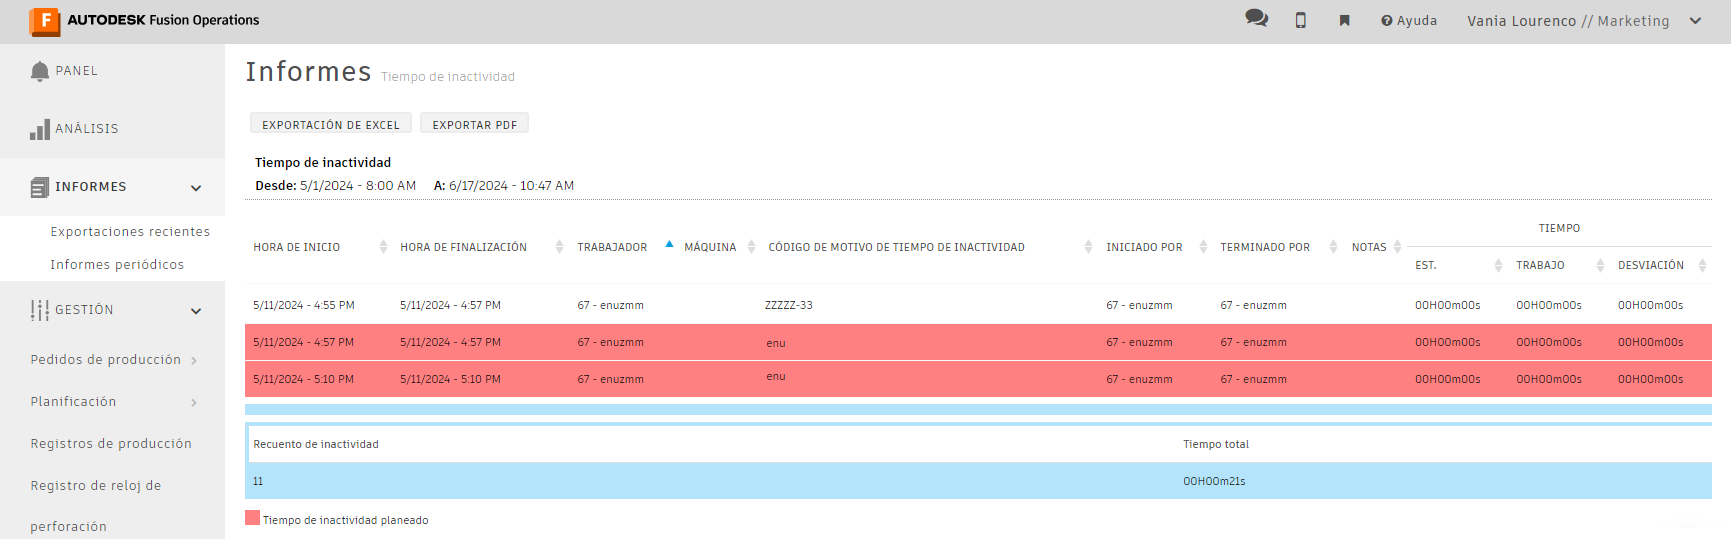 AUTODESK Fusion Operations
Ayuda
Vania Lourenco // Marketing
PANEL
ANÁLISIS
INFORMES
Exportaciones recientes
Informes periódicos
GESTIÓN
Pedidos de producción
Planificación
Registros de producción
Registro de reloj de
perforación
Informes Tiempo de inactividad
EXPORTACIÓN DE EXCEL EXPORTAR PDF
Tiempo de inactividad
Desde: 5/1/2024 - 8:00 AM A: 6/17/2024 - 10:47 AM
TIEMPO
HORA DE INICIO HORA DE FINALIZACIÓN TRABAJADOR MÁQUINA CÓDIGO DE MOTIVO DE TIEMPO DE INACTIVIDAD INICIADO POR TERMINADO POR NOTAS
EST. TRABAJO DESVIACIÓN
5/11/2024 - 4:55 PM 5/11/2024 - 4:57 PM 67 - enuzmm ZZZZZ-33 67 - enuzmm 67 - enuzmm 00H00m00s 00H00m00s 00H00m00s
5/11/2024 - 4:57 PM 5/11/2024 - 4:57 PM 67 - enuzmm enu 67 - enuzmm 67 - enuzmm 00H00m00s 00H00m00s 00H00m00s
5/11/2024 - 5:10 PM 5/11/2024 - 5:10 PM 67 - enuzmm enu 67 - enuzmm 67 - enuzmm 00H00m00s 00H00m00s 00H00m00s
Recuento de inactividad Tiempo total
11 00H00m21s
Tiempo de inactividad planeado